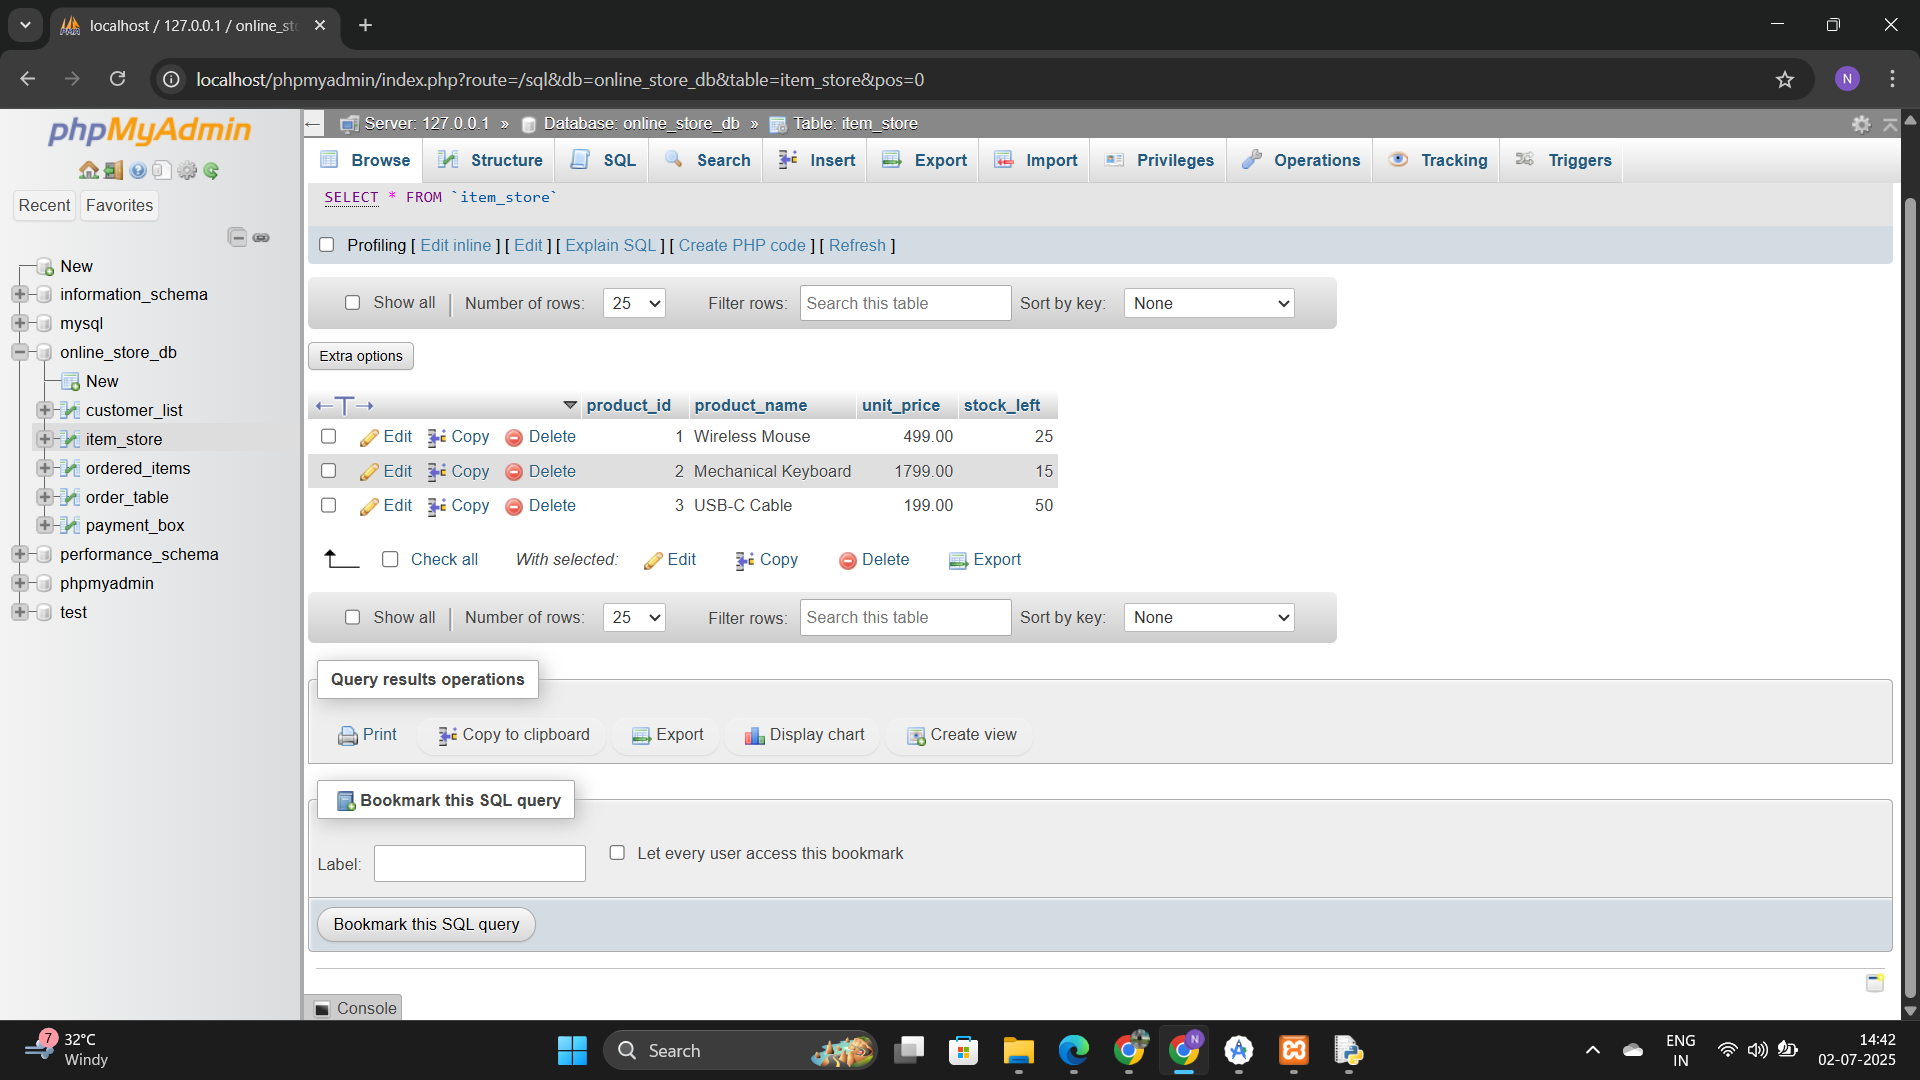 localhost / 127.0.0.1 / online_st
localhost/phpmyadmin/index.php?route=/sql&db=online_store_db&table=item_store&pos=0
N
phpMyAdmin
Recent Favorites
New
information_schema
mysql
online_store_db
New
customer_list
item_store
ordered_items
order_table
payment_box
performance_schema
phpmyadmin
test
Server: 127.0.0.1 » Database: online_store_db » Table: item_store
Browse Structure SQL Search Insert Export Import Privileges Operations Tracking Triggers
SELECT * FROM `item_store`
Profiling [ Edit inline ] [ Edit ] [ Explain SQL ] [ Create PHP code ] [ Refresh ]
Show all Number of rows: 25 Filter rows: Search this table Sort by key: None
Extra options
product_id product_name unit_price stock_left
Edit Copy Delete 1 Wireless Mouse 499.00 25
Edit Copy Delete 2 Mechanical Keyboard 1799.00 15
Edit Copy Delete 3 USB-C Cable 199.00 50
Check all With selected: Edit Copy Delete Export
Show all Number of rows: 25 Filter rows: Search this table Sort by key: None
Query results operations
Print Copy to clipboard Export Display chart Create view
Bookmark this SQL query
Label: Let every user access this bookmark
Bookmark this SQL query
Console
7 32°C
Windy
Search
N
ENG
IN
14:42
02-07-2025